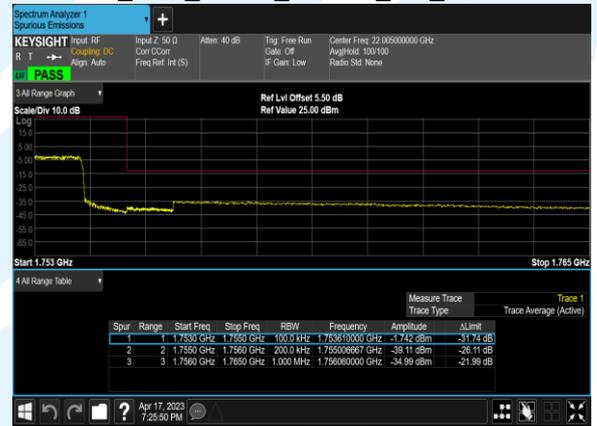 Spectrum Analyzer 1
Spurious Emissions
+
KEYSIGHT Input: RF Input Z: 50 Ω Atten: 40 dB Trig: Free Run Center Freq: 22.005000000 GHz
R T Coupling: DC Corr CCorr Gate: Off Avg|Hold: 100/100
Align: Auto Freq Ref: Int (S) IF Gain: Low Radio Std: None
PASS
3 All Range Graph
Ref Lvl Offset 5.50 dB
Scale/Div 10.0 dB Ref Value 25.00 dBm
Log
15.0
5.00
-5.00
-15.0
-25.0
-35.0
-45.0
-55.0
-65.0
Start 1.753 GHz Stop 1.765 GHz
4 All Range Table
Measure Trace Trace 1
Trace Type Trace Average (Active)
Spur Range Start Freq Stop Freq RBW Frequency Amplitude ΔLimit
1 1 1.7530 GHz 1.7550 GHz 100.0 kHz 1.753610000 GHz -1.742 dBm -31.74 dB
2 2 1.7550 GHz 1.7560 GHz 200.0 kHz 1.755006667 GHz -39.11 dBm -26.11 dB
3 3 1.7560 GHz 1.7650 GHz 1.000 MHz 1.756060000 GHz -34.99 dBm -21.99 dB
? Apr 17, 2023
7:25:50 PM